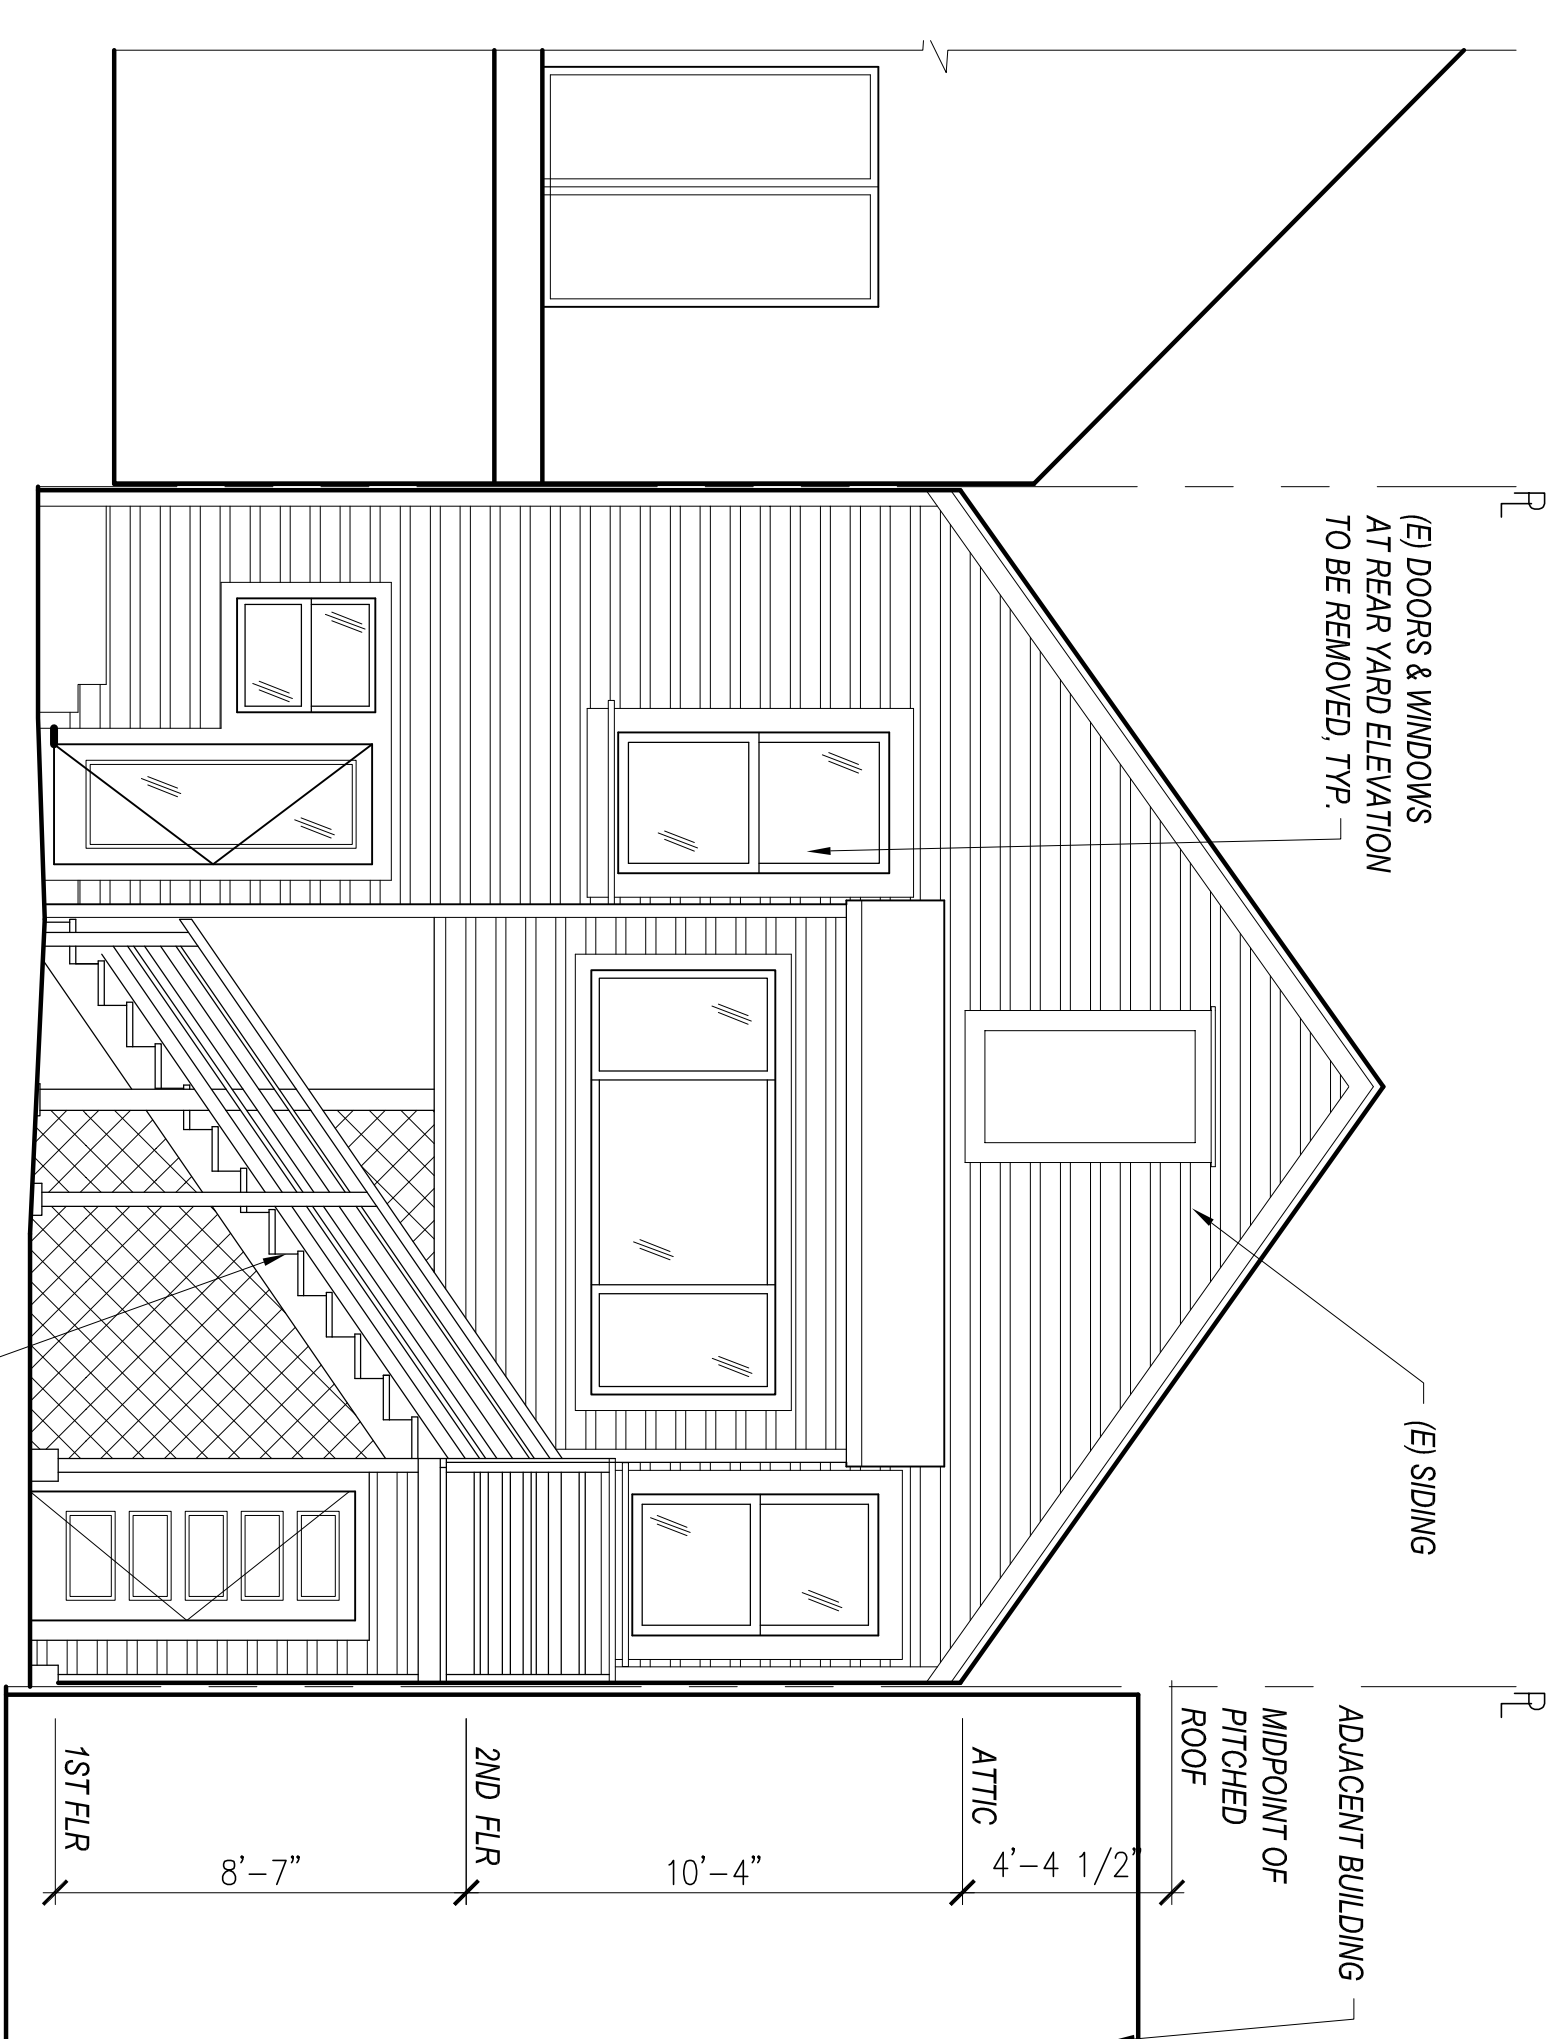 PL
(E) DOORS & WINDOWS
AT REAR YARD ELEVATION
TO BE REMOVED, TYP.
(E) SIDING
PL
ADJACENT BUILDING
MIDPOINT OF
PITCHED
ROOF
ATTIC
2ND FLR
1ST FLR
4'-4 1/2"
10'-4"
8'-7"